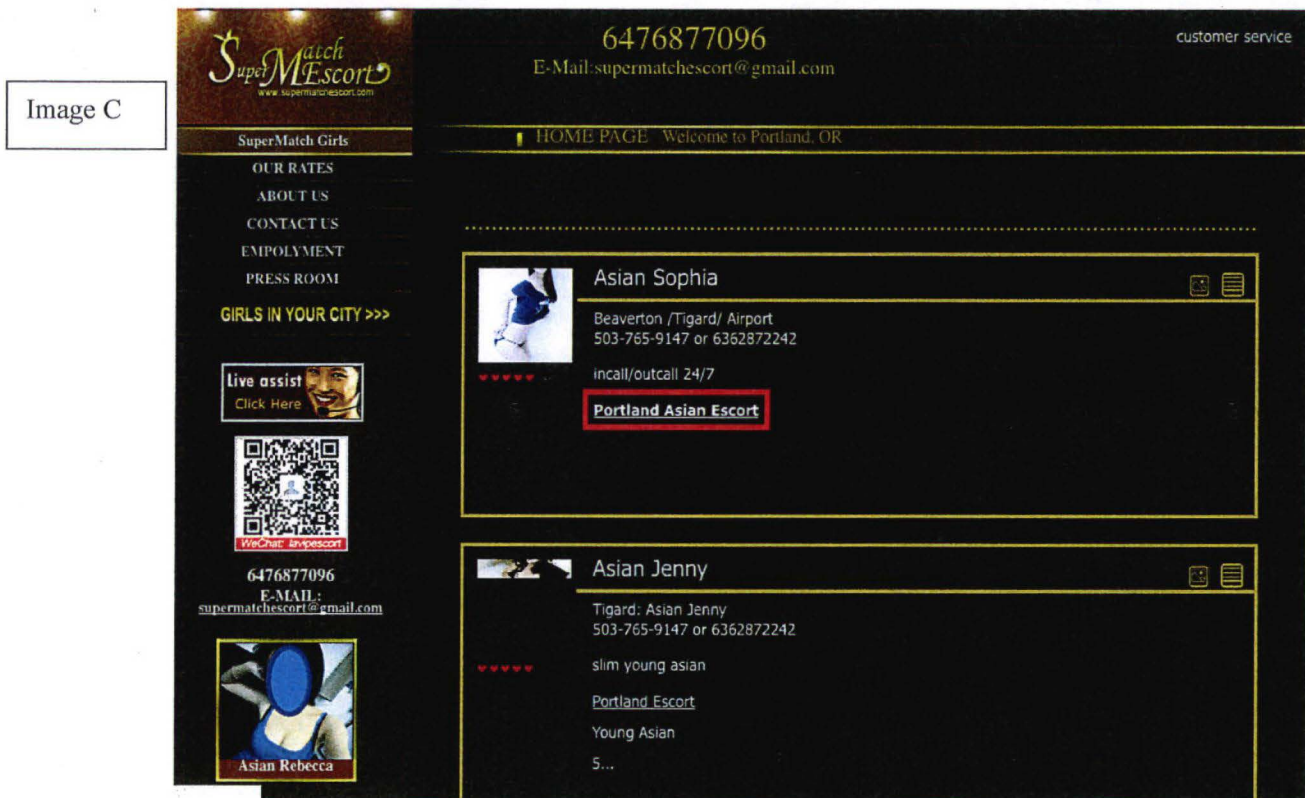 Image C
Super Match
Escort
www.supermatchescort.com
6476877096
E-Mail:supermatchescort@gmail.com
customer service
HOME PAGE Welcome to Portland, OR
SuperMatch Girls
OUR RATES
ABOUT US
CONTACT US
EMPOLYMENT
PRESS ROOM
GIRLS IN YOUR CITY >>>
Live assist
Click Here
WeChat: lavipescort
6476877096
E-MAIL:
supermatchescort@gmail.com
Asian Rebecca
Asian Sophia
Beaverton /Tigard/ Airport
503-765-9147 or 6362872242
incall/outcall 24/7
Portland Asian Escort
Asian Jenny
Tigard: Asian Jenny
503-765-9147 or 6362872242
slim young asian
Portland Escort
Young Asian
5...